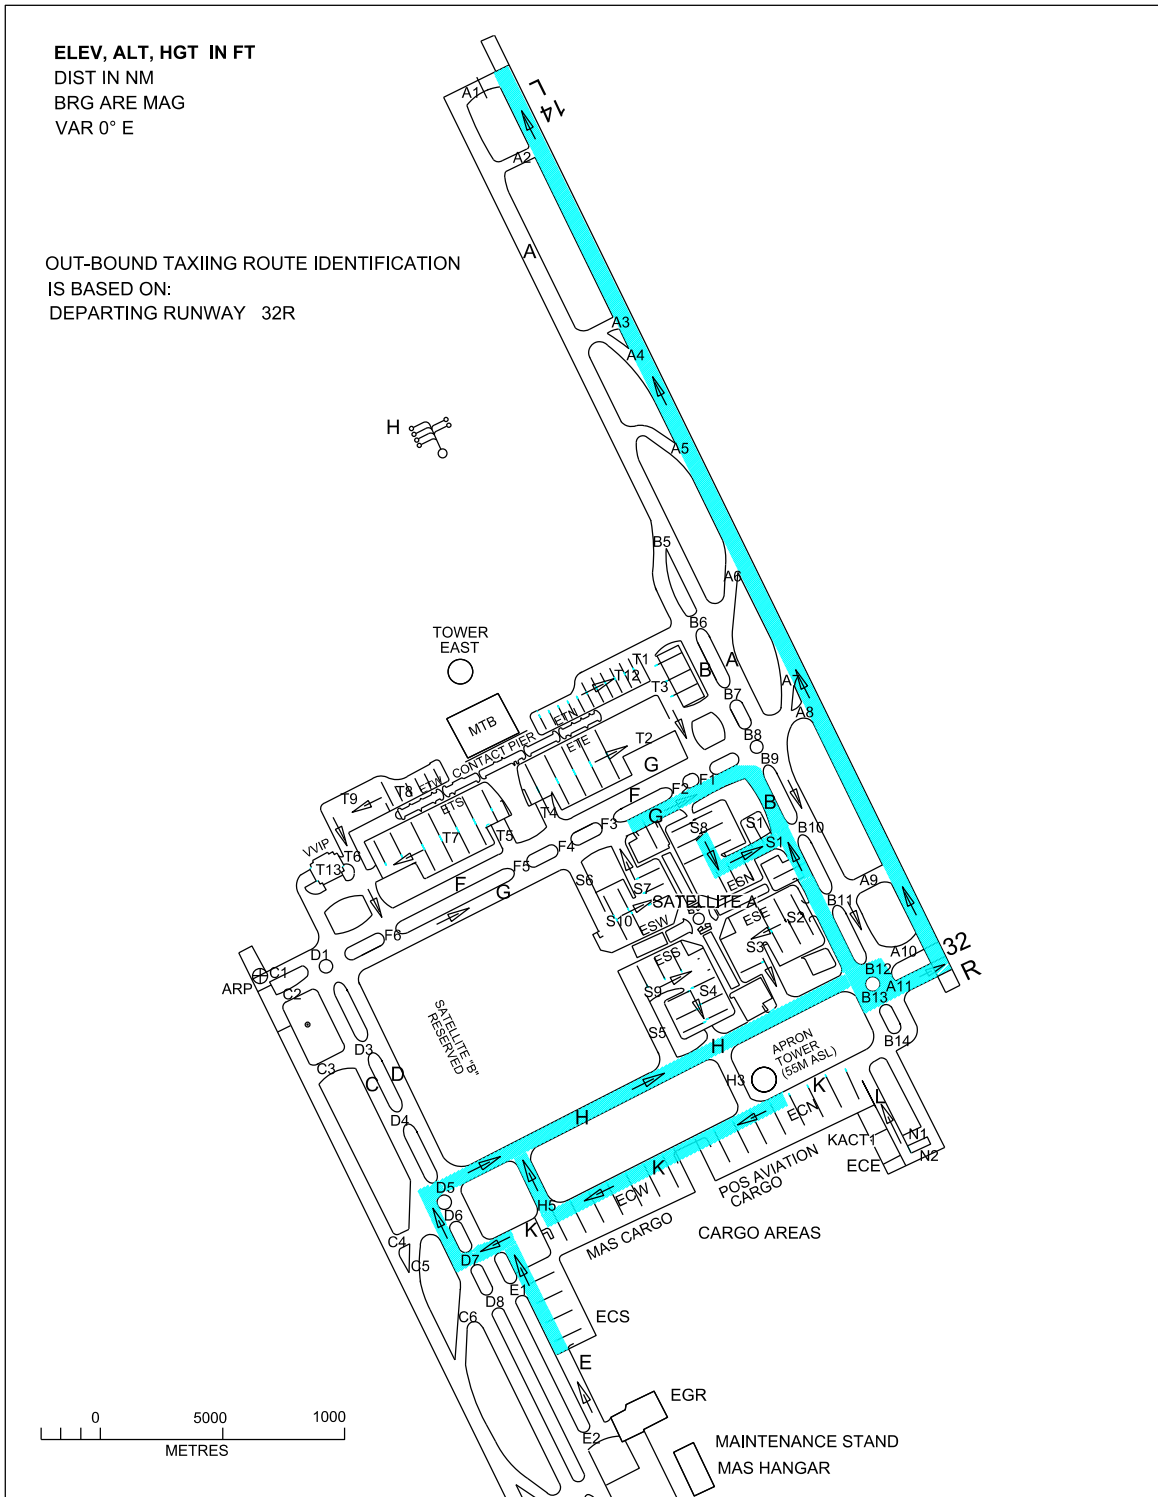 ELEV, ALT, HGT IN FT
DIST IN NM
BRG ARE MAG
VAR 0° E
A1
14
L
A2
A
OUT-BOUND TAXIING ROUTE IDENTIFICATION
IS BASED ON:
DEPARTING RUNWAY 32R
A3
A4
H
A5
B5
A6
B6
TOWER
EAST
T1
T12
T3
B
A
A7
B7
A8
MTB
ETN
CONTACT PIER
ETE
T2
B8
G
B9
T9
T8
ETW
F1
F2
F
ETS
T4
G
B
T7
T5
F3
S8
S1
B10
S1
VVIP
T6
F4
T13
F5
ESN
S6
S7
A9
F
G
SATELLITE A
B11
S10
ESW
ESE
S2
F6
S3
A10
32
R
D1
ESS
B12
C1
ARP
C2
S9
S4
A11
B13
SATELLITE "B"
RESERVED
S5
D3
H
APRON
TOWER
(55M ASL)
B14
C3
C
D
H3
K
ECN
L
D4
H
KACT1
N1
N2
ECE
K
POS AVIATION
CARGO
D5
ECW
H5
D6
K
MAS CARGO
CARGO AREAS
C4
D7
C5
E1
D8
C6
ECS
E
0
5000
1000
METRES
EGR
E2
MAINTENANCE STAND
MAS HANGAR